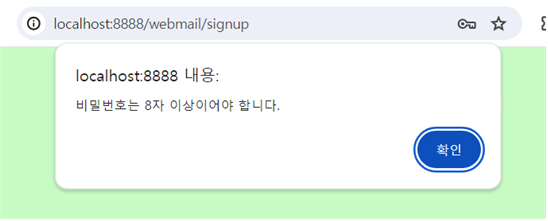 localhost:8888/webmail/signup
localhost:8888 내용:
비밀번호는 8자 이상이어야 합니다.
확인